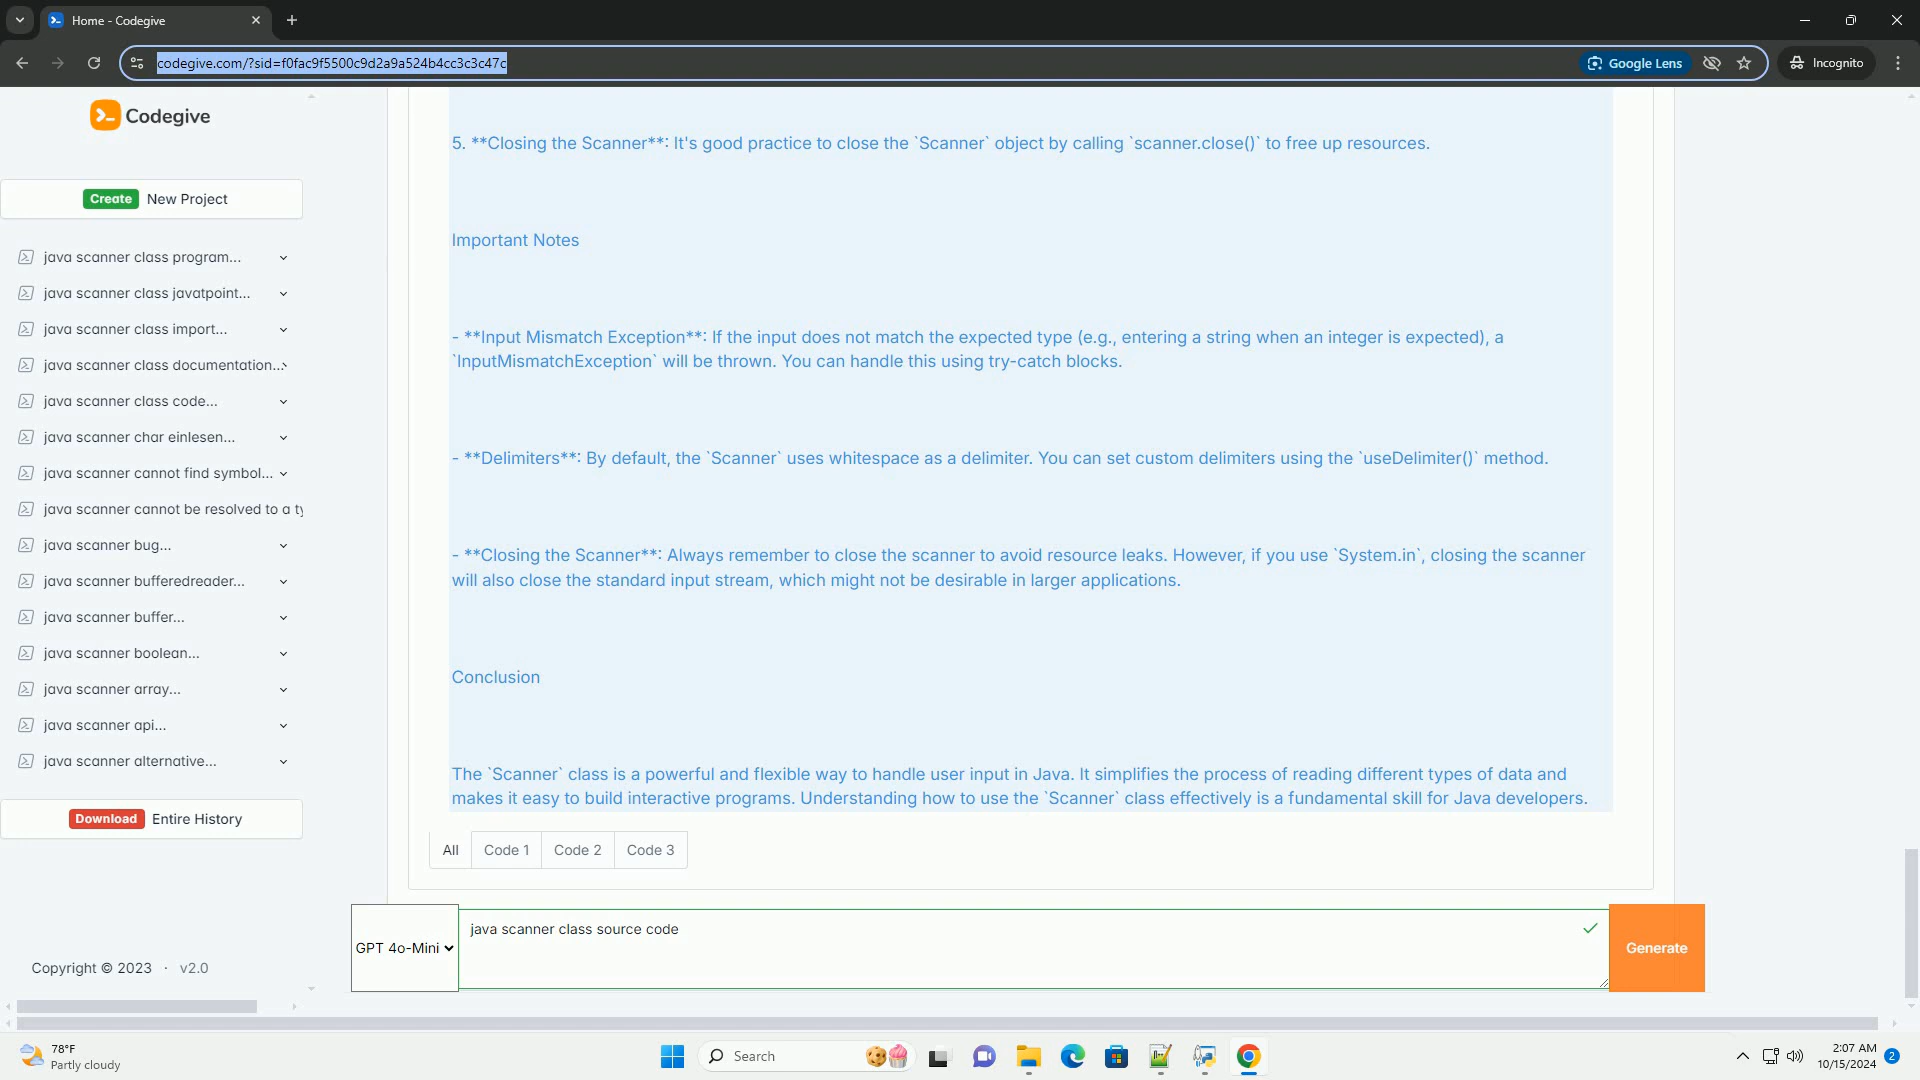 Home - Codegive
codegive.com/?sid=f0fac9f5500c9d2a9a524b4cc3c3c47c
Google Lens
Incognito
Codegive
Create New Project
java scanner class program...
java scanner class javatpoint...
java scanner class import...
java scanner class documentation...
java scanner class code...
java scanner char einlesen...
java scanner cannot find symbol...
java scanner cannot be resolved to a ty
java scanner bug...
java scanner bufferedreader...
java scanner buffer...
java scanner boolean...
java scanner array...
java scanner api...
java scanner alternative...
Download Entire History
Copyright © 2023 · v2.0
5. **Closing the Scanner**: It's good practice to close the `Scanner` object by calling `scanner.close()` to free up resources.
Important Notes
- **Input Mismatch Exception**: If the input does not match the expected type (e.g., entering a string when an integer is expected), a
`InputMismatchException` will be thrown. You can handle this using try-catch blocks.
- **Delimiters**: By default, the `Scanner` uses whitespace as a delimiter. You can set custom delimiters using the `useDelimiter()` method.
- **Closing the Scanner**: Always remember to close the scanner to avoid resource leaks. However, if you use `System.in`, closing the scanner
will also close the standard input stream, which might not be desirable in larger applications.
Conclusion
The `Scanner` class is a powerful and flexible way to handle user input in Java. It simplifies the process of reading different types of data and
makes it easy to build interactive programs. Understanding how to use the `Scanner` class effectively is a fundamental skill for Java developers.
All Code 1 Code 2 Code 3
GPT 4o-Mini
java scanner class source code
Generate
78°F
Partly cloudy
Search
2:07 AM
10/15/2024
2